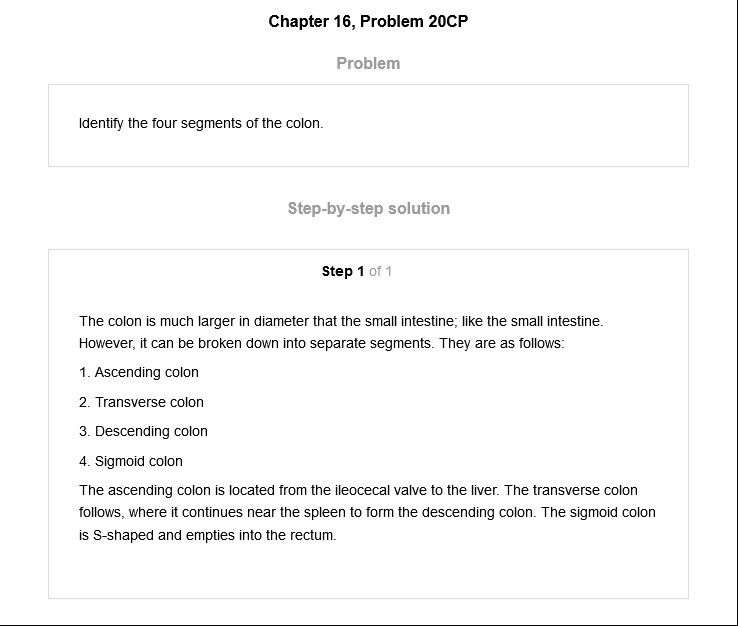 Chapter 16, Problem 20CP
Problem
Identify the four segments of the colon.
Step-by-step solution
Step 1 of 1
The colon is much larger in diameter that the small intestine; like the small intestine.
However, it can be broken down into separate segments. They are as follows:
1. Ascending colon
2. Transverse colon
3. Descending colon
4. Sigmoid colon
The ascending colon is located from the ileocecal valve to the liver. The transverse colon
follows, where it continues near the spleen to form the descending colon. The sigmoid colon
is S-shaped and empties into the rectum.